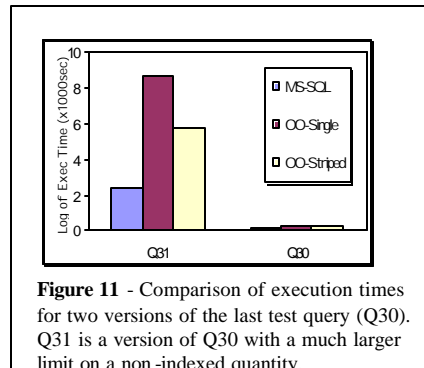 10
8
6
4
2
0
Log of Exec Time (x1000sec)
MS-SQL
OO-Single
OO-Striped
Q31
Q30
Figure 11 - Comparison of execution times
for two versions of the last test query (Q30).
Q31 is a version of Q30 with a much larger
limit on a non-indexed quantity